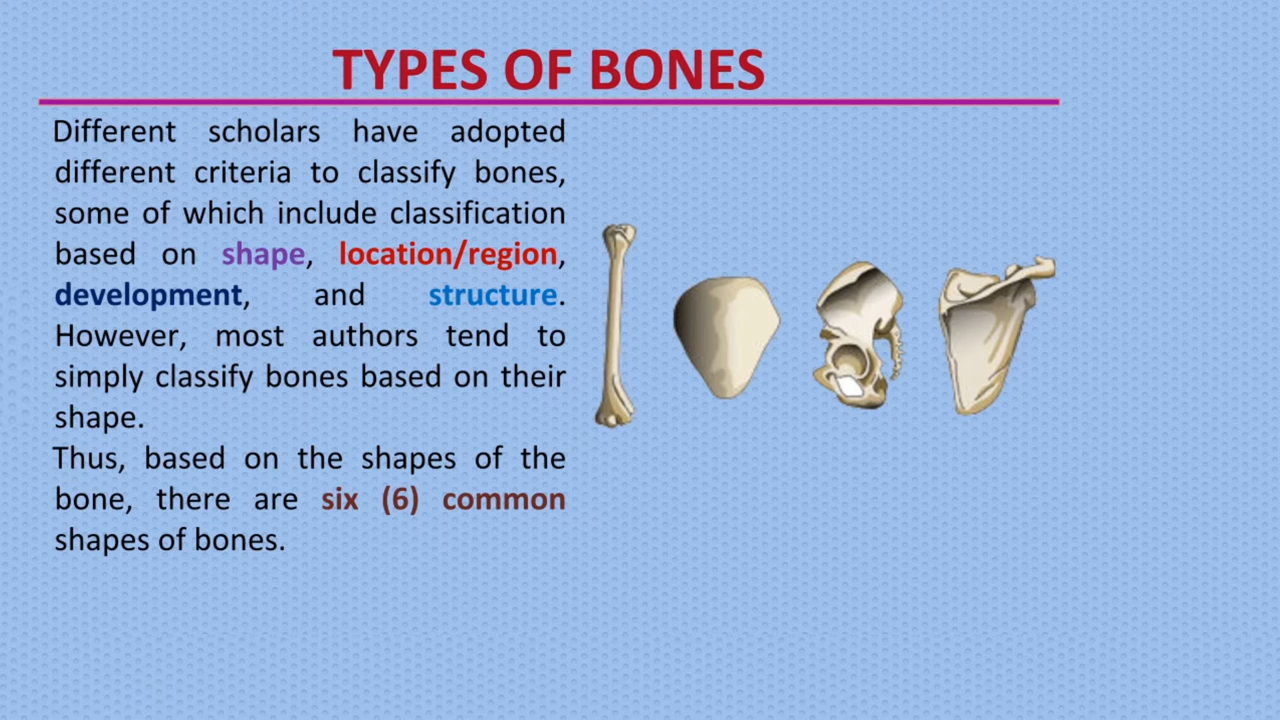 TYPES OF BONES
Different scholars have adopted
different criteria to classify bones,
some of which include classification
based on shape, location/region,
development, and structure.
However, most authors tend to
simply classify bones based on their
shape.
Thus, based on the shapes of the
bone, there are six (6) common
shapes of bones.